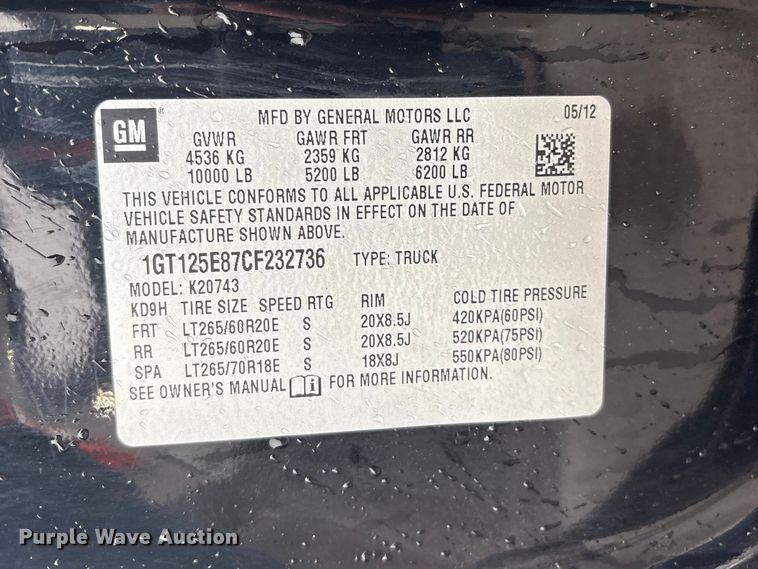 GM
MFD BY GENERAL MOTORS LLC 05/12
GVWR GAWR FRT GAWR RR
4536 KG 2359 KG 2812 KG
10000 LB 5200 LB 6200 LB
THIS VEHICLE CONFORMS TO ALL APPLICABLE U.S. FEDERAL MOTOR
VEHICLE SAFETY STANDARDS IN EFFECT ON THE DATE OF
MANUFACTURE SHOWN ABOVE.
1GT125E87CF232736 TYPE: TRUCK
MODEL: K20743
KD9H TIRE SIZE SPEED RTG RIM COLD TIRE PRESSURE
FRT LT265/60R20E S 20X8.5J 420KPA(60PSI)
RR LT265/60R20E S 20X8.5J 520KPA(75PSI)
SPA LT265/70R18E S 18X8J 550KPA(80PSI)
SEE OWNER'S MANUAL FOR MORE INFORMATION.
Purple Wave Auction